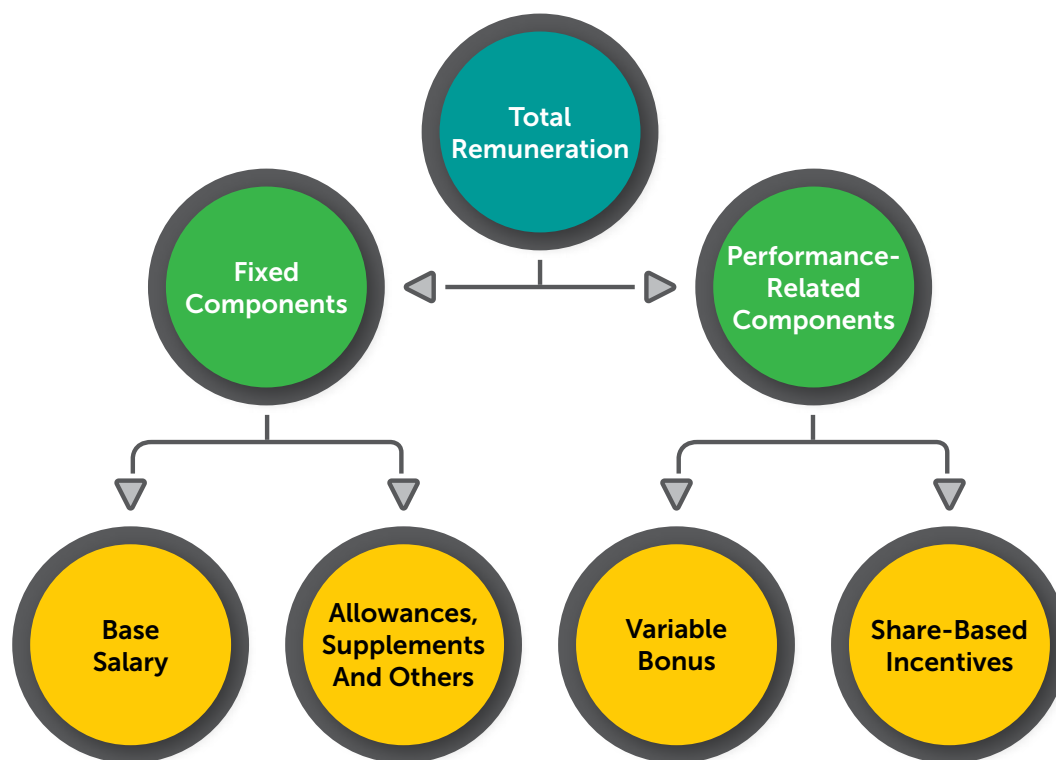 Total
Remuneration
Fixed
Components
Performance-
Related
Components
Base
Salary
Allowances,
Supplements
And Others
Variable
Bonus
Share-Based
Incentives